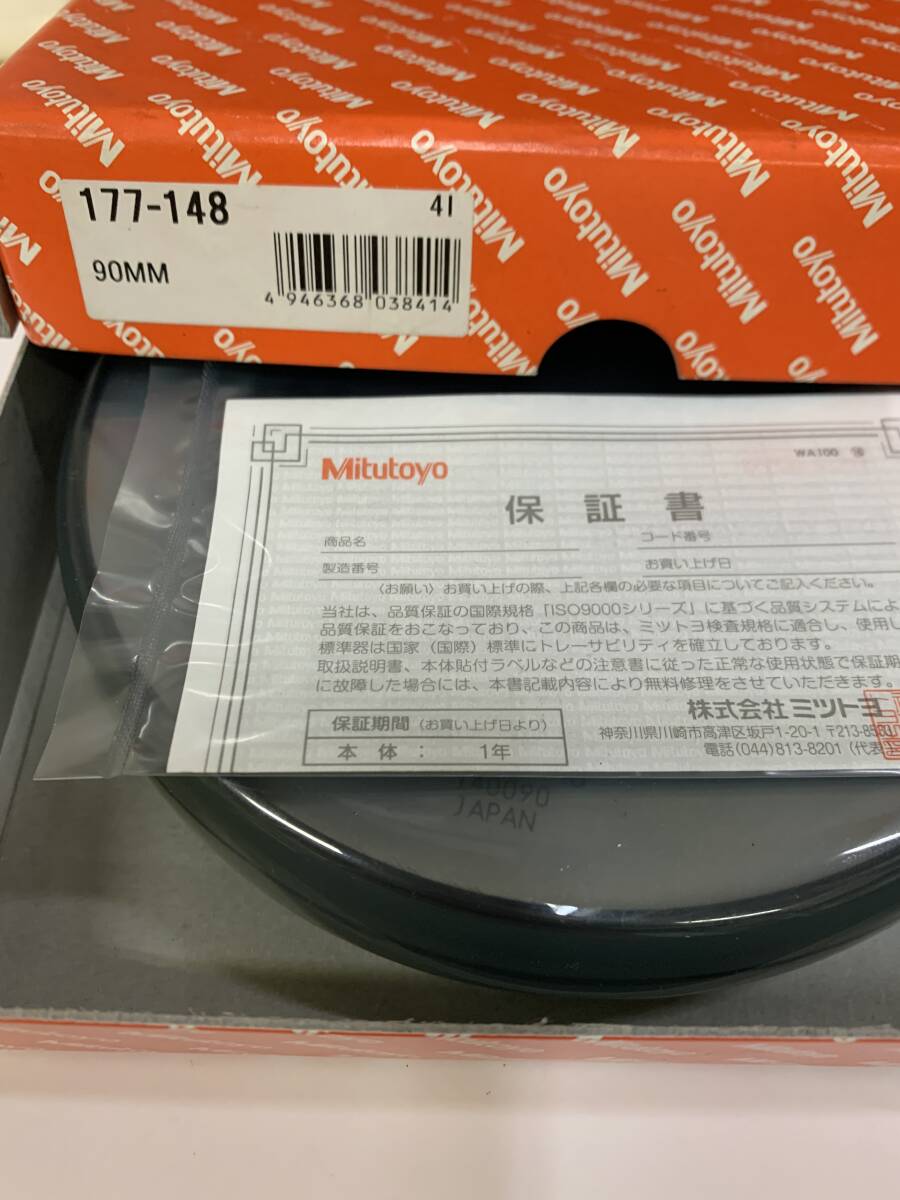 177-148
41
90MM
4 946368 038414
Mitutoyo
WA100
保証書
商品名
コード番号
製造番号
お買い上げ日
〈お願い〉お買い上げの際、上記各欄の必要な項目についてご記入ください。
当社は、品質保証の国際規格「ISO9000シリーズ」に基づく品質システムによ
品質保証をおこなっており、この商品は、ミツトヨ検査規格に適合し、使用し
標準器は国家(国際)標準にトレーサビリティを確立しております。
取扱説明書、本体貼付ラベルなどの注意書に従った正常な使用状態で保証期
に故障した場合には、本書記載内容により無料修理をさせていただきます。
株式会社ミツトヨ
保証期間(お買い上げ日より)
本体: 1年
神奈川県川崎市高津区坂戸1-20-1 〒213-8533
電話(044)813-8201(代表
140090
JAPAN